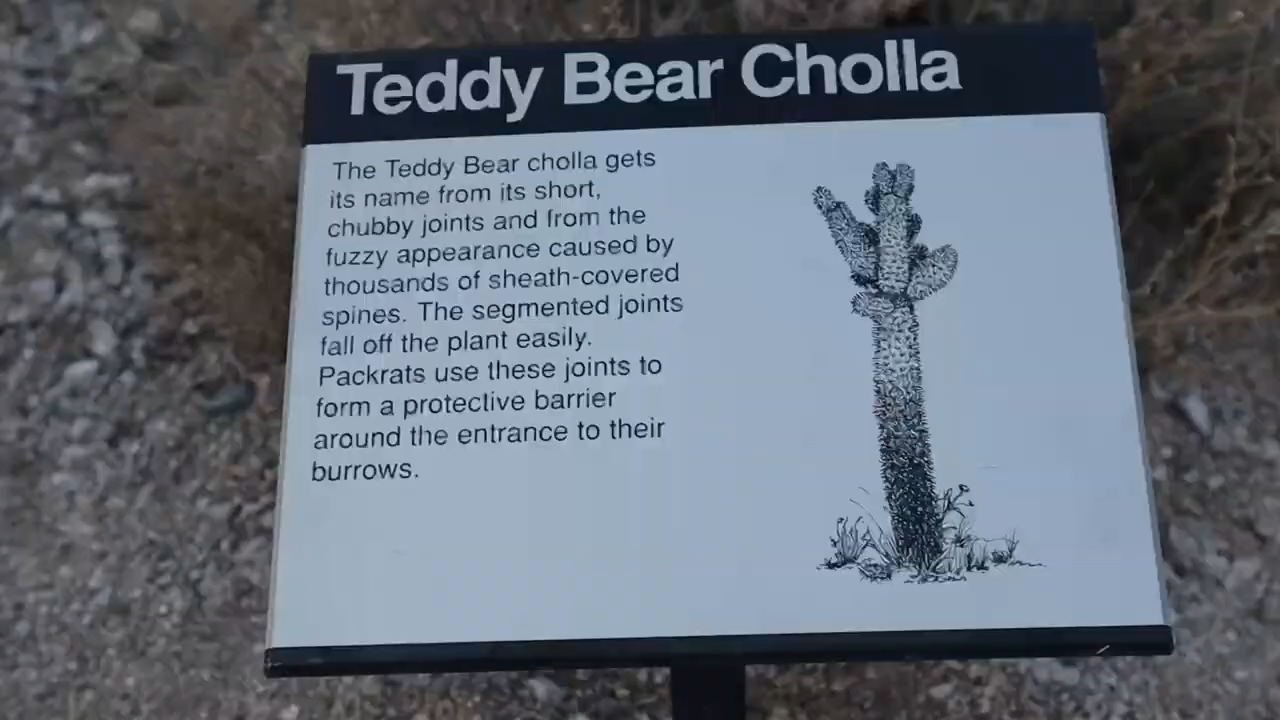 Teddy Bear Cholla
The Teddy Bear cholla gets
its name from its short,
chubby joints and from the
fuzzy appearance caused by
thousands of sheath-covered
spines. The segmented joints
fall off the plant easily.
Packrats use these joints to
form a protective barrier
around the entrance to their
burrows.